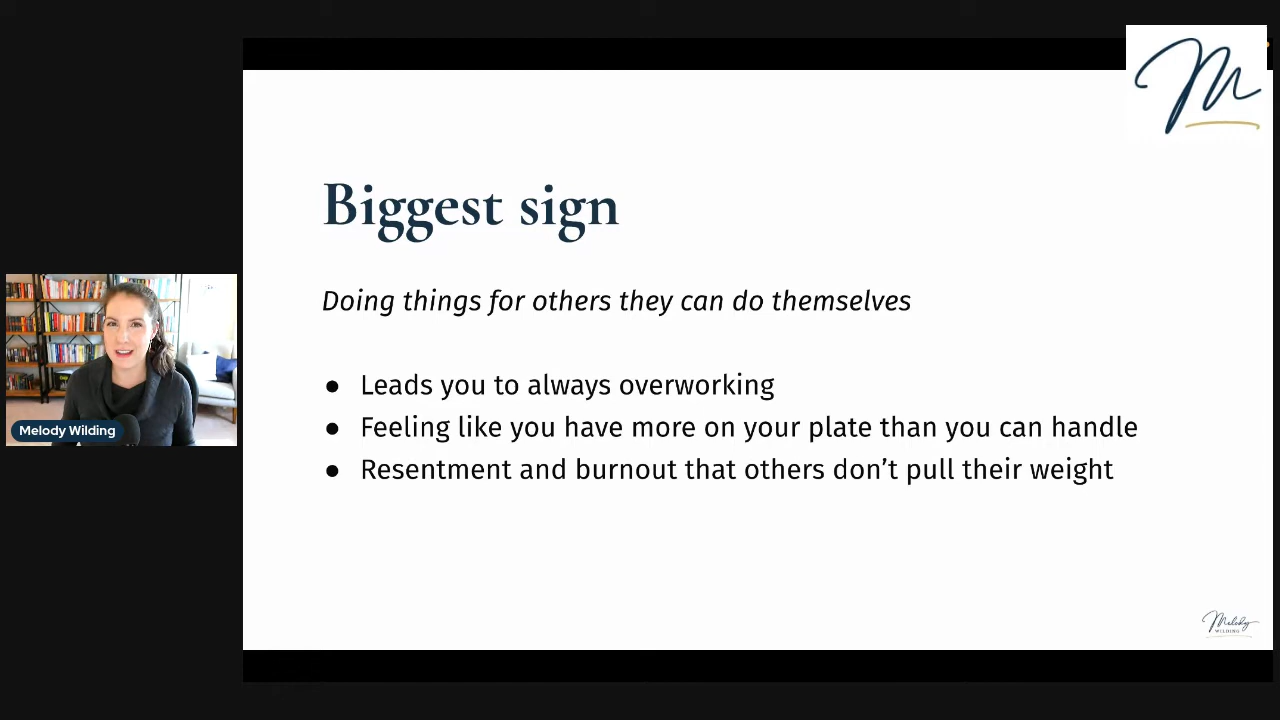 M
Biggest sign
Doing things for others they can do themselves
● Leads you to always overworking
● Feeling like you have more on your plate than you can handle
● Resentment and burnout that others don’t pull their weight
Melody Wilding
Melody
WILDING